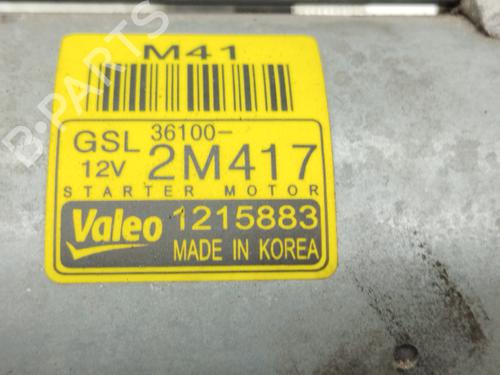 M41
GSL 36100-
12V 2M417
STARTER MOTOR
Valeo 1215883
MADE IN KOREA
B-PARTS